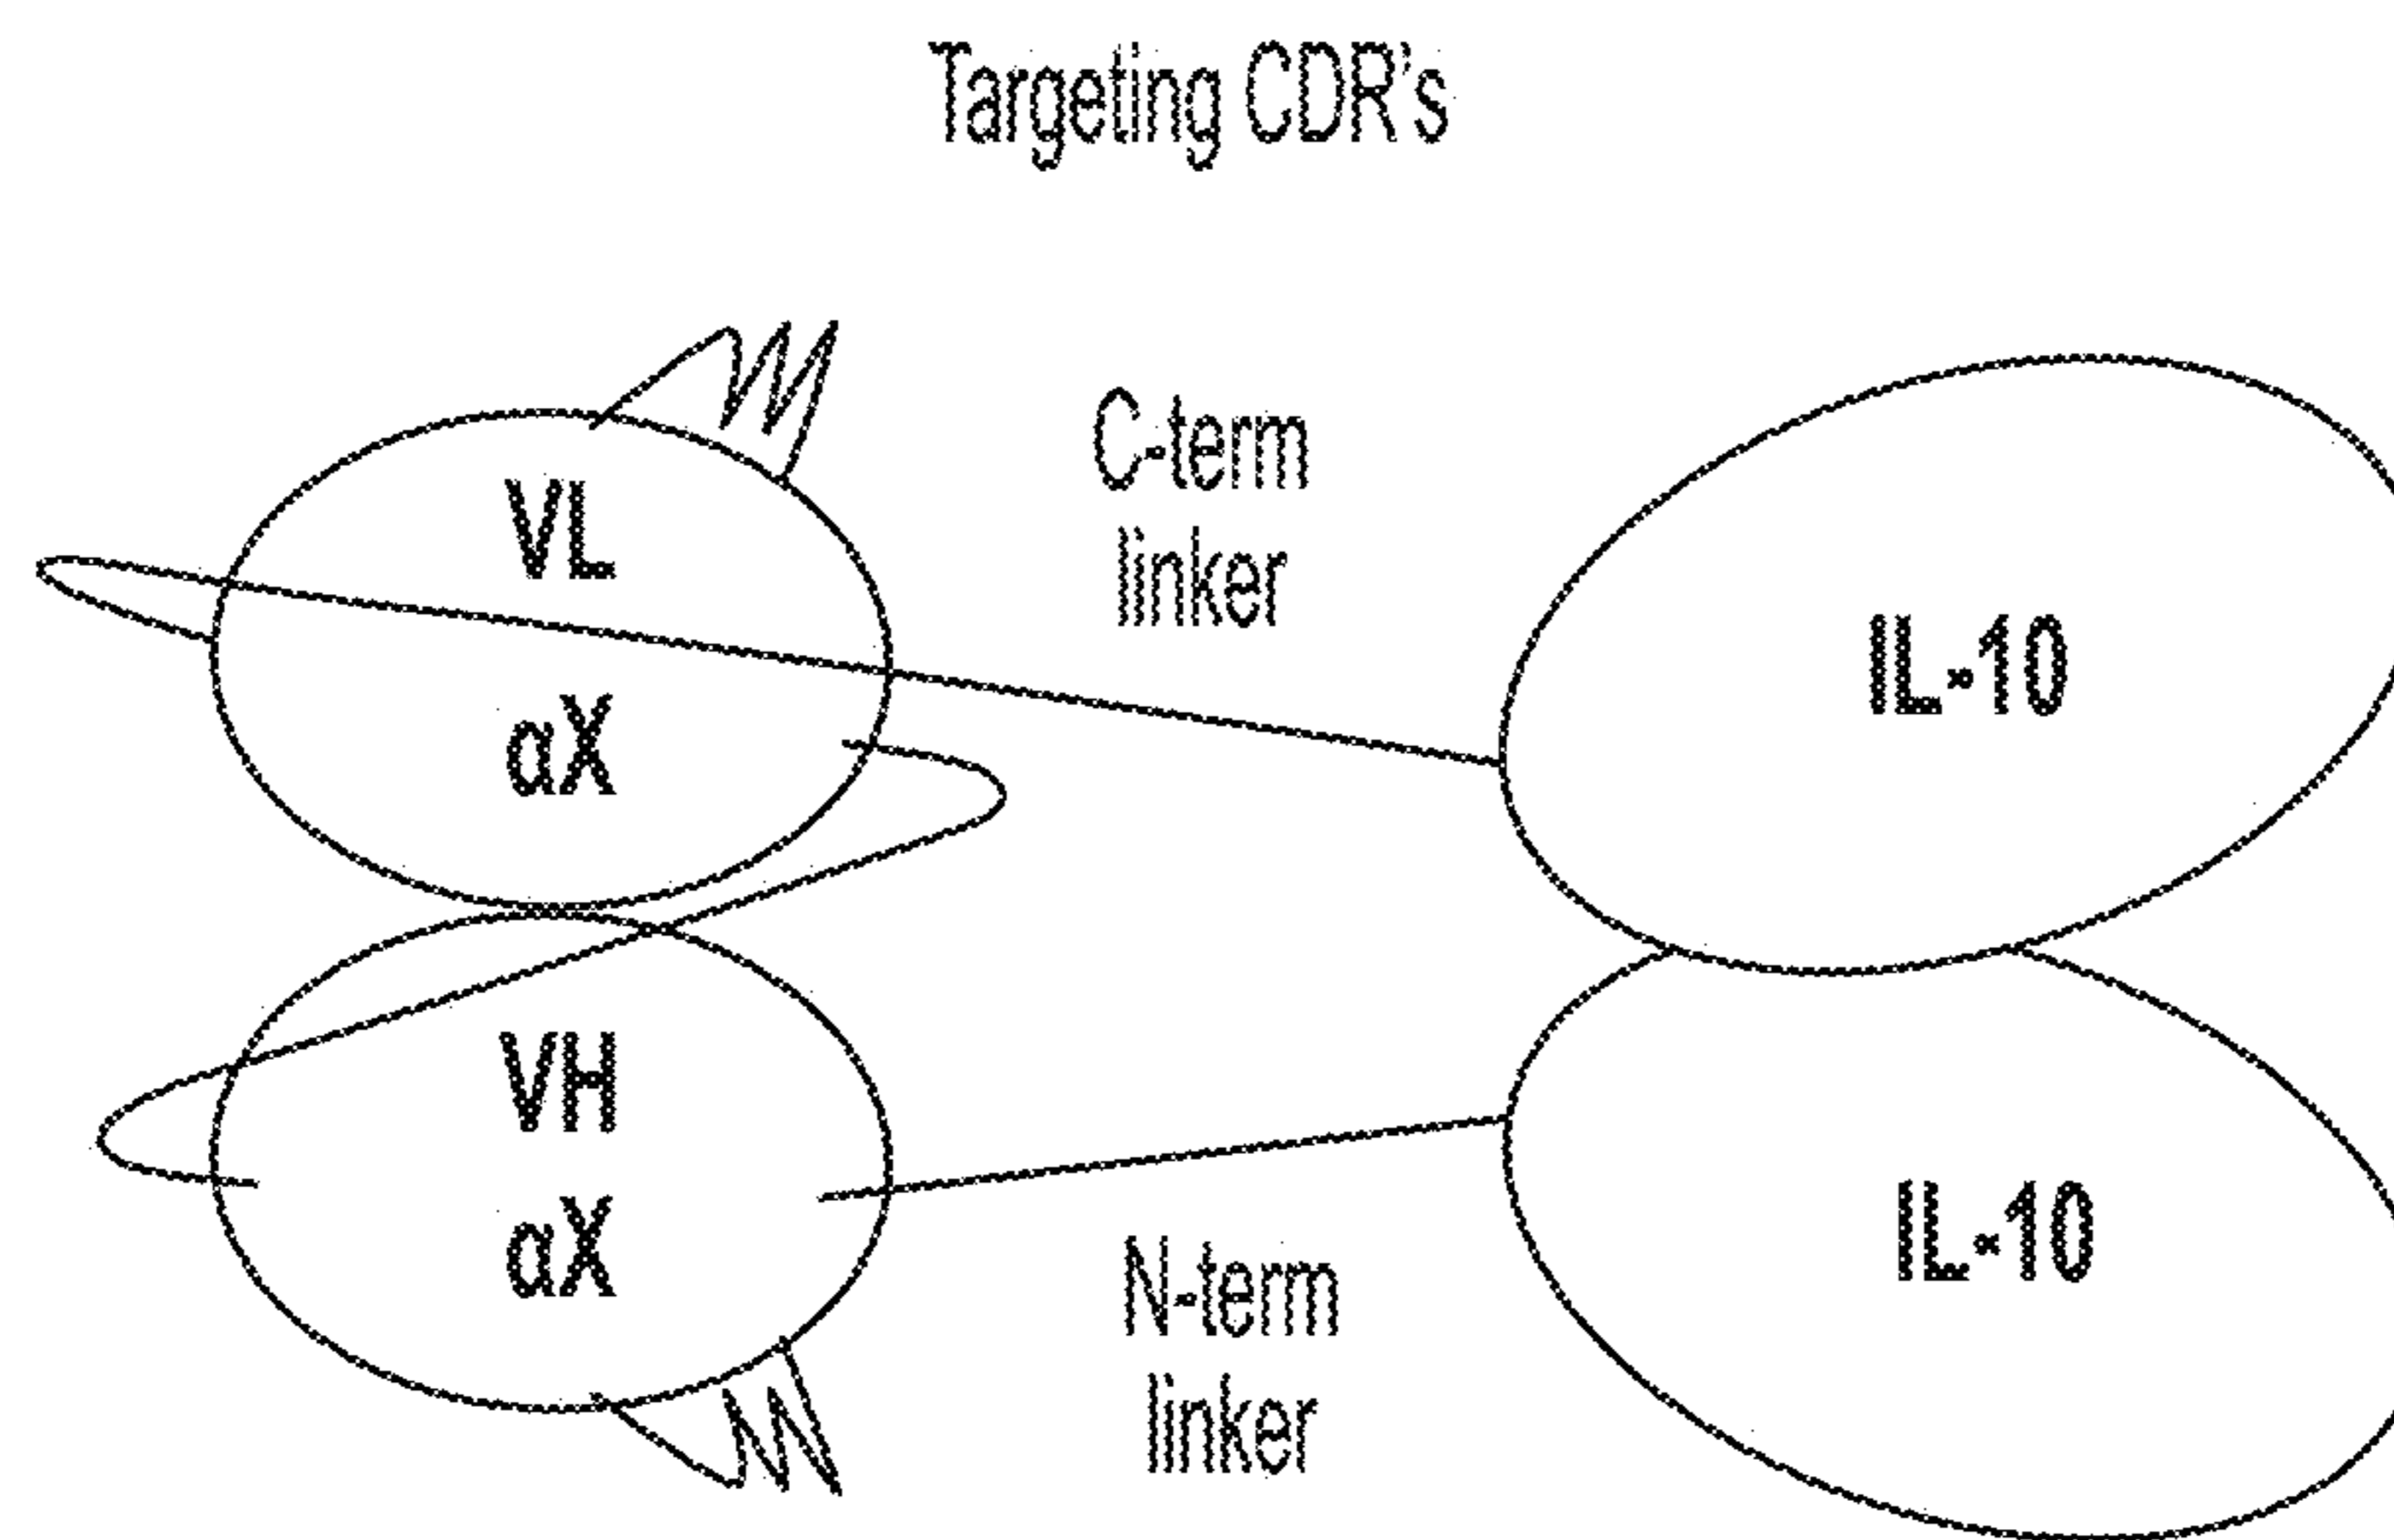 Targeting CDR's
VL
αX
C-term
linker
IL-10
VH
αX
N-term
linker
IL-10